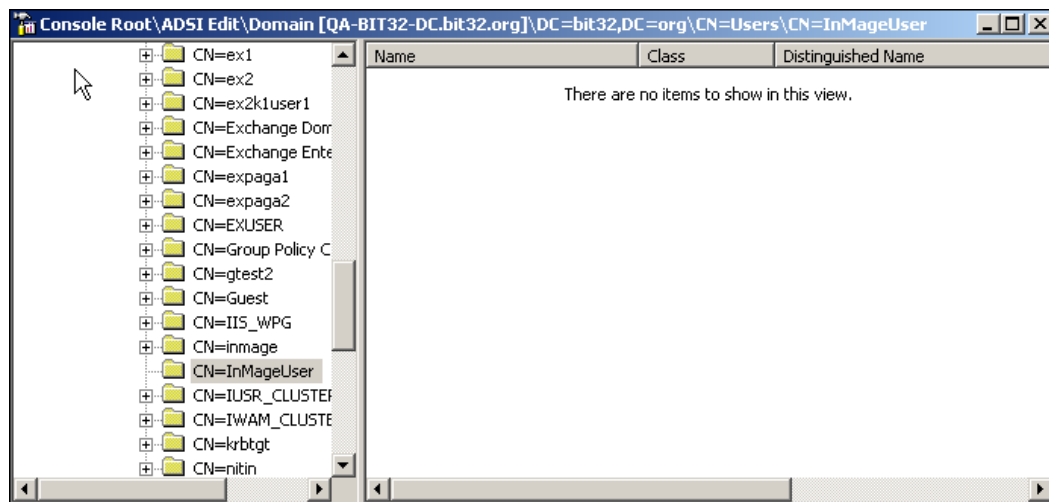 Console Root\ADSI Edit\Domain [QA-BIT32-DC.bit32.org]\DC=bit32,DC=org\CN=Users\CN=InMageUser
CN=ex1
CN=ex2
CN=ex2k1user1
CN=Exchange Dom
CN=Exchange Ente
CN=expaga1
CN=expaga2
CN=EXUSER
CN=Group Policy C
CN=gtest2
CN=Guest
CN=IIS_WPG
CN=inmage
CN=InMageUser
CN=IUSR_CLUSTER
CN=IWAM_CLUSTE
CN=krbtgt
CN=nitin
Name Class Distinguished Name
There are no items to show in this view.